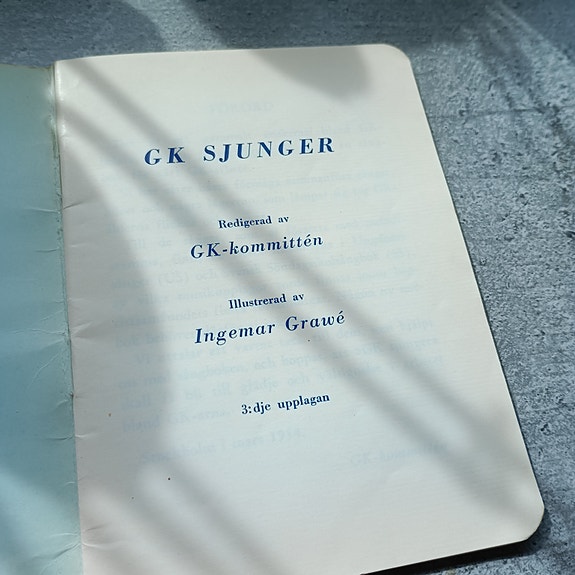 GK SJUNGER
Redigerad av
GK-kommittén
Illustrerad av
Ingemar Grawé
3:dje upplagan